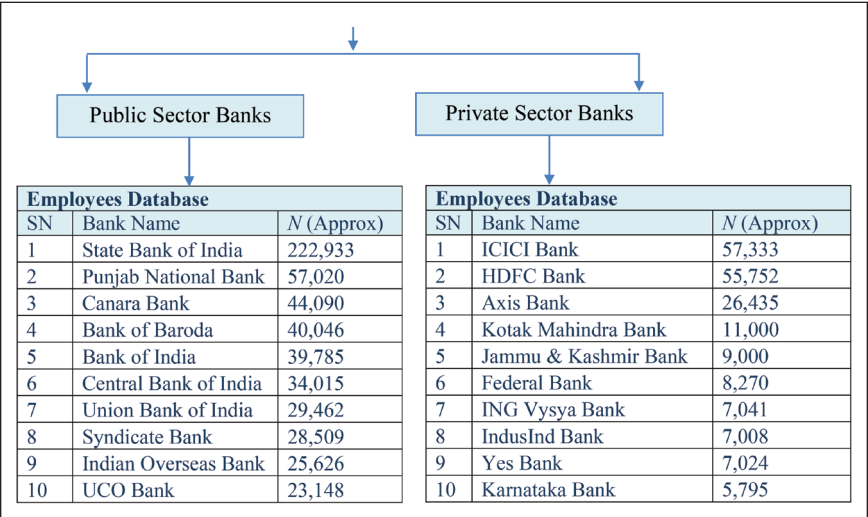 Public Sector Banks
Employees Database
SN Bank Name N (Approx)
1 State Bank of India 222,933
2 Punjab National Bank 57,020
3 Canara Bank 44,090
4 Bank of Baroda 40,046
5 Bank of India 39,785
6 Central Bank of India 34,015
7 Union Bank of India 29,462
8 Syndicate Bank 28,509
9 Indian Overseas Bank 25,626
10 UCO Bank 23,148
Private Sector Banks
Employees Database
SN Bank Name N (Approx)
1 ICICI Bank 57,333
2 HDFC Bank 55,752
3 Axis Bank 26,435
4 Kotak Mahindra Bank 11,000
5 Jammu & Kashmir Bank 9,000
6 Federal Bank 8,270
7 ING Vysya Bank 7,041
8 IndusInd Bank 7,008
9 Yes Bank 7,024
10 Karnataka Bank 5,795